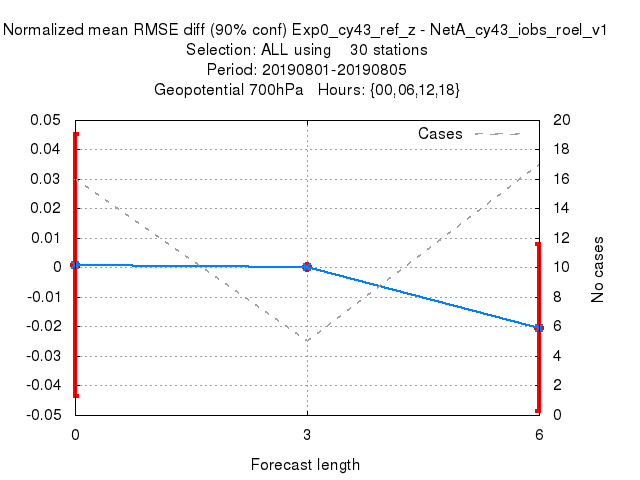 Normalized mean RMSE diff (90% conf) Exp0_cy43_ref_z - NetA_cy43_iobs_roel_v1
Selection: ALL using    30 stations
Period: 20190801-20190805
Geopotential 700hPa   Hours: {00,06,12,18}
Cases
0.05
0.04
0.03
0.02
0.01
0
-0.01
-0.02
-0.03
-0.04
-0.05
20
18
16
14
12
10
8
6
4
2
0
No cases
0 3 6
Forecast length